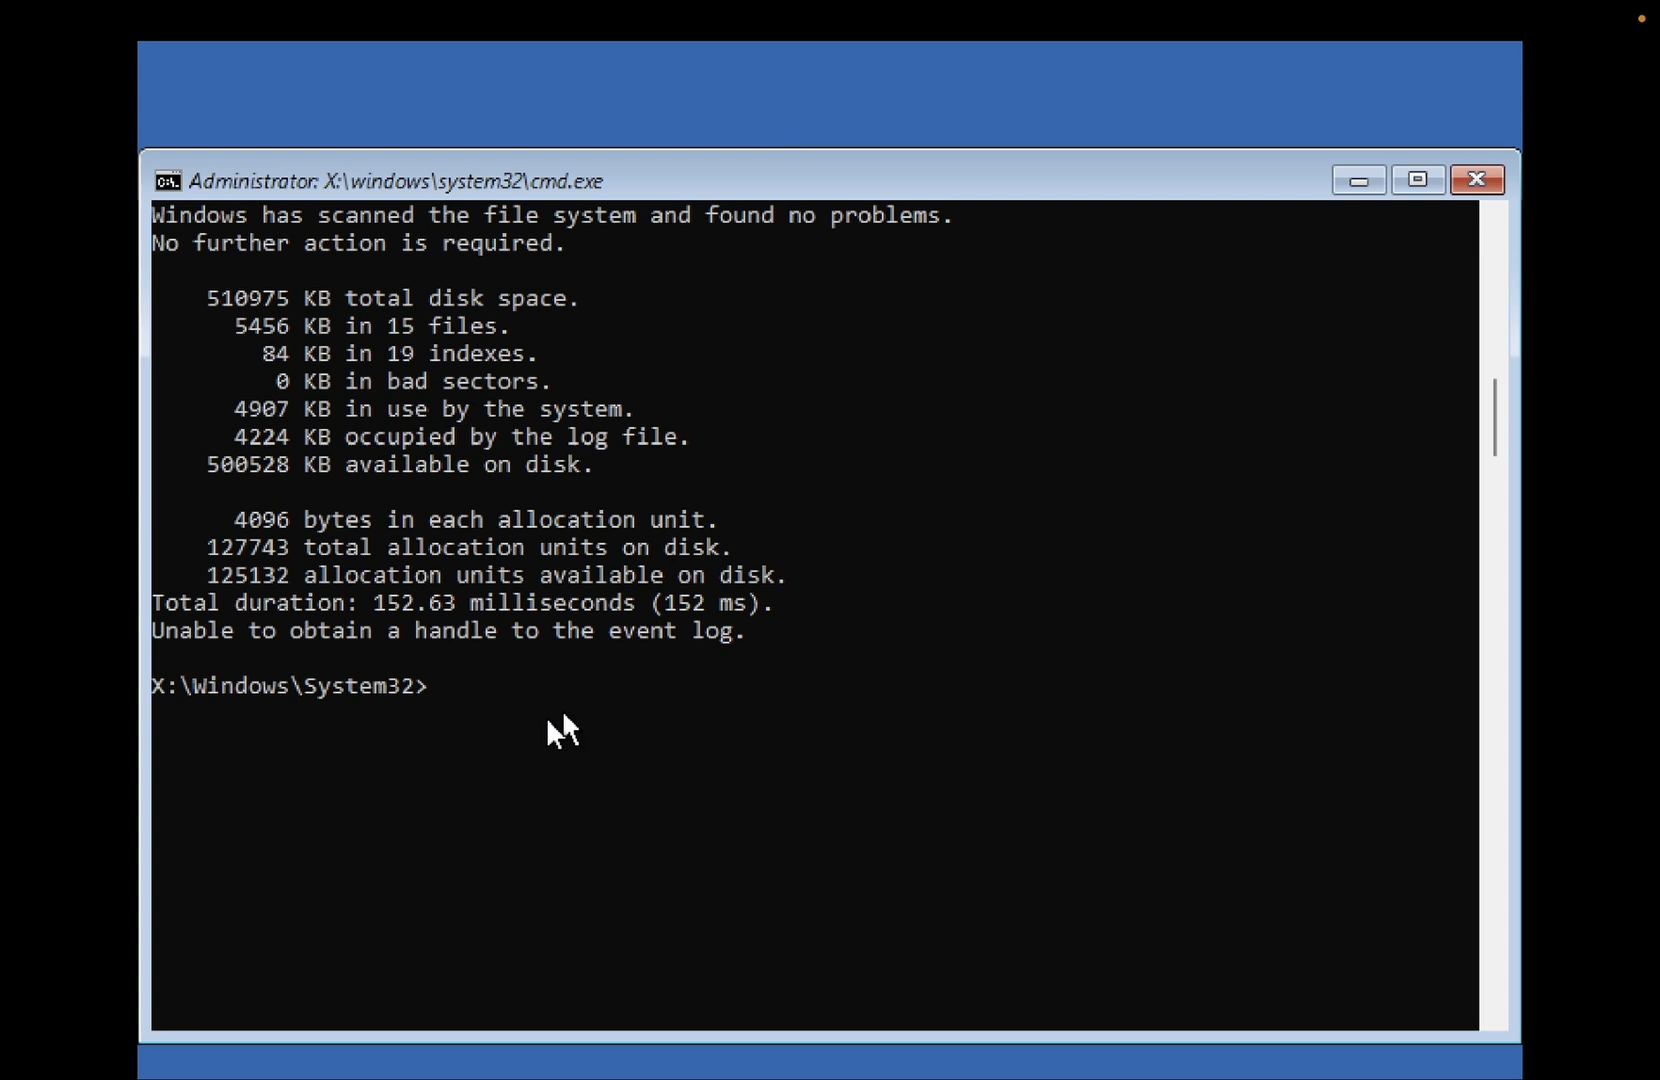 Administrator: X:\windows\system32\cmd.exe
Windows has scanned the file system and found no problems.
No further action is required.
510975 KB total disk space.
5456 KB in 15 files.
84 KB in 19 indexes.
0 KB in bad sectors.
4907 KB in use by the system.
4224 KB occupied by the log file.
500528 KB available on disk.
4096 bytes in each allocation unit.
127743 total allocation units on disk.
125132 allocation units available on disk.
Total duration: 152.63 milliseconds (152 ms).
Unable to obtain a handle to the event log.
X:\Windows\System32>